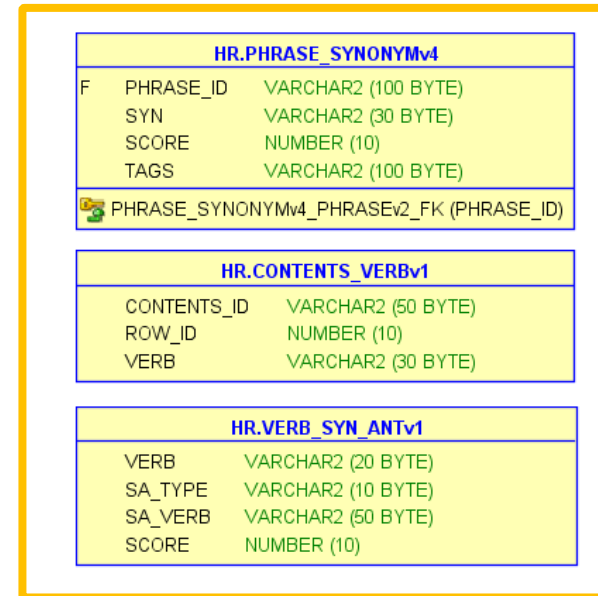 HR.PHRASE_SYNONYMv4
F PHRASE_ID VARCHAR2 (100 BYTE)
SYN VARCHAR2 (30 BYTE)
SCORE NUMBER (10)
TAGS VARCHAR2 (100 BYTE)
PHRASE_SYNONYMv4_PHRASEv2_FK (PHRASE_ID)
HR.CONTENTS_VERBv1
CONTENTS_ID VARCHAR2 (50 BYTE)
ROW_ID NUMBER (10)
VERB VARCHAR2 (30 BYTE)
HR.VERB_SYN_ANTv1
VERB VARCHAR2 (20 BYTE)
SA_TYPE VARCHAR2 (10 BYTE)
SA_VERB VARCHAR2 (50 BYTE)
SCORE NUMBER (10)